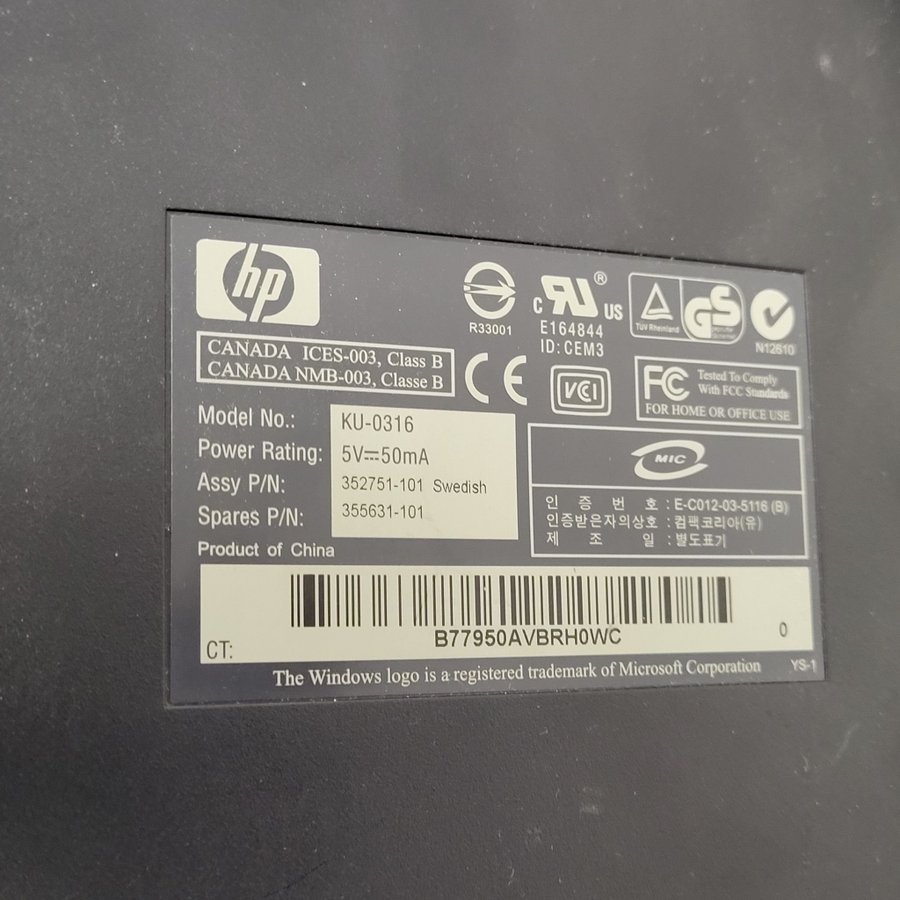 hp
R33001
c RU US ®
E164844
ID: CEM3
TÜV Rheinland
GS
geprüfte Sicherheit
N12610
CANADA ICES-003, Class B
CANADA NMB-003, Classe B
CE
VCI
FC Tested To Comply
With FCC Standards
FOR HOME OR OFFICE USE
Model No.: KU-0316
Power Rating: 5V⎓50mA
Assy P/N: 352751-101 Swedish
Spares P/N: 355631-101
Product of China
MIC
인 증 번 호 : E-C012-03-5116 (B)
인증받은자의상호 : 컴팩코리아(유)
제 조 일 : 별도표기
CT: B77950AVBRH0WC 0
The Windows logo is a registered trademark of Microsoft Corporation YS-1